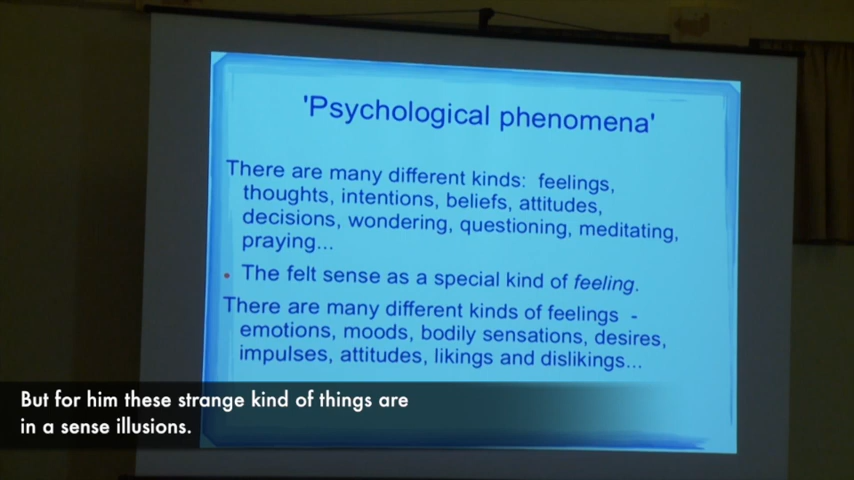 'Psychological phenomena'
There are many different kinds: feelings,
thoughts, intentions, beliefs, attitudes,
decisions, wondering, questioning, meditating,
praying...
• The felt sense as a special kind of feeling.
There are many different kinds of feelings -
emotions, moods, bodily sensations, desires,
impulses, attitudes, likings and dislikings...
But for him these strange kind of things are
in a sense illusions.